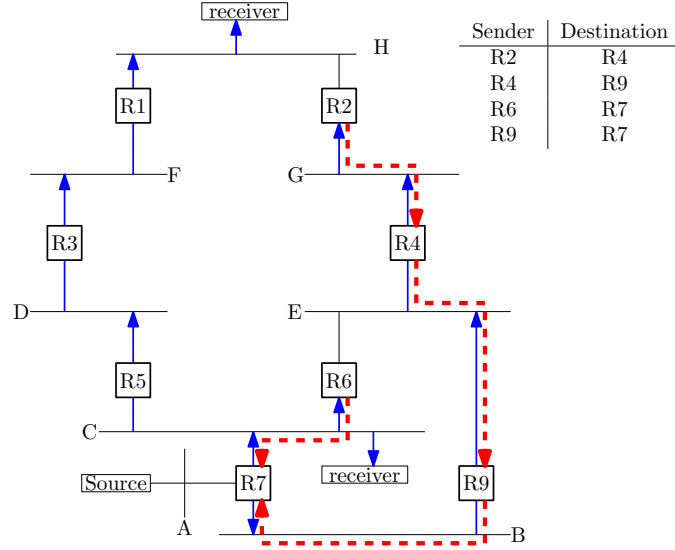 receiver
H
Sender Destination
R2 R4
R4 R9
R6 R7
R9 R7
R1
R2
F
G
R3
R4
D
E
R5
R6
C
Source
R7
receiver
R9
A
B